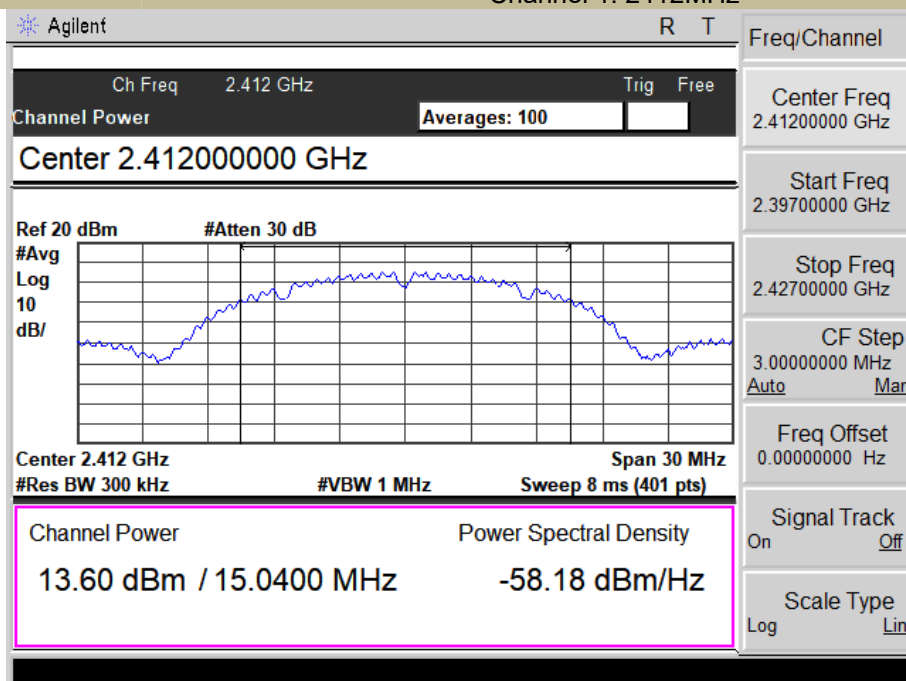 Agilent R T
Freq/Channel
Ch Freq 2.412 GHz Trig Free
Channel Power Averages: 100
Center 2.412000000 GHz
Ref 20 dBm #Atten 30 dB
#Avg
Log
10
dB/
Center 2.412 GHz Span 30 MHz
#Res BW 300 kHz #VBW 1 MHz Sweep 8 ms (401 pts)
Channel Power Power Spectral Density
13.60 dBm / 15.0400 MHz -58.18 dBm/Hz
Center Freq
2.41200000 GHz
Start Freq
2.39700000 GHz
Stop Freq
2.42700000 GHz
CF Step
3.00000000 MHz
Auto Man
Freq Offset
0.00000000 Hz
Signal Track
On Off
Scale Type
Log Lin